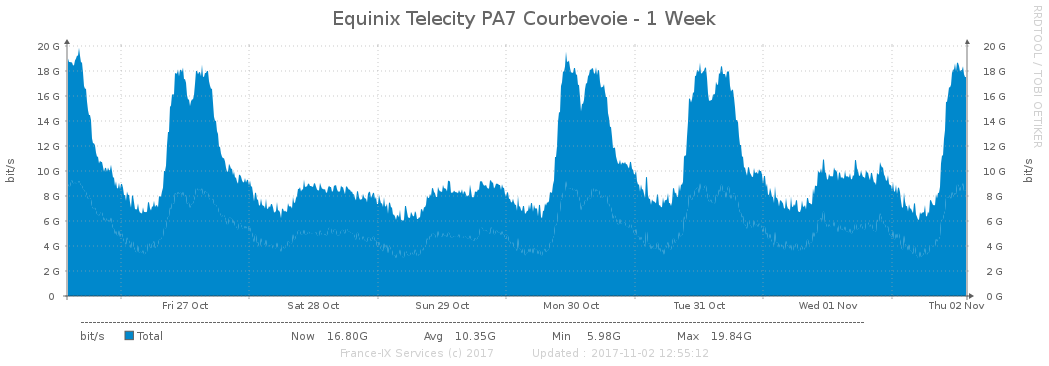 Equinix Telecity PA7 Courbevoie - 1 Week
RRDTOOL / TOBI OETIKER
bit/s
20 G
18 G
16 G
14 G
12 G
10 G
8 G
6 G
4 G
2 G
0
20 G
18 G
16 G
14 G
12 G
10 G
8 G
6 G
4 G
2 G
0 G
bit/s
Fri 27 Oct Sat 28 Oct Sun 29 Oct Mon 30 Oct Tue 31 Oct Wed 01 Nov Thu 02 Nov
bit/s Total Now 16.80G Avg 10.35G Min 5.98G Max 19.84G
France-IX Services (c) 2017 Updated : 2017-11-02 12:55:12